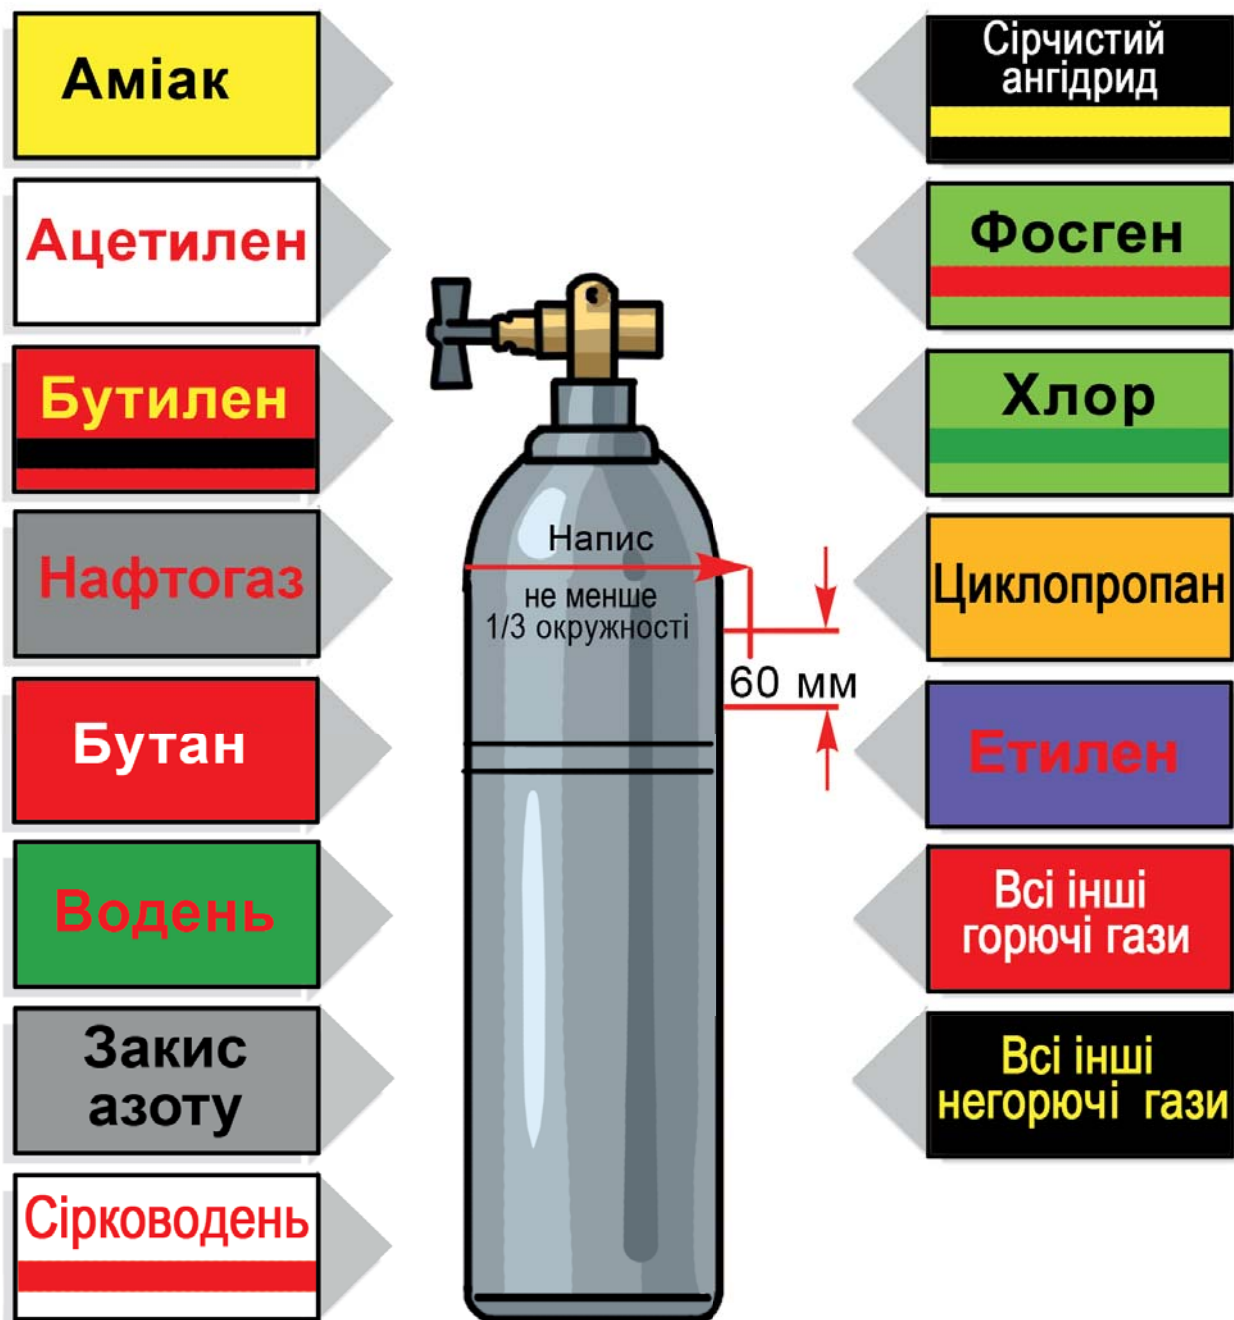 Аміак
Ацетилен
Бутилен
Нафтогаз
Бутан
Водень
Закис
азоту
Сірководень
Напис
не менше
1/3 окружності
60 мм
Сірчистий
ангідрид
Фосген
Хлор
Циклопропан
Етилен
Всі інші
горючі гази
Всі інші
негорючі гази